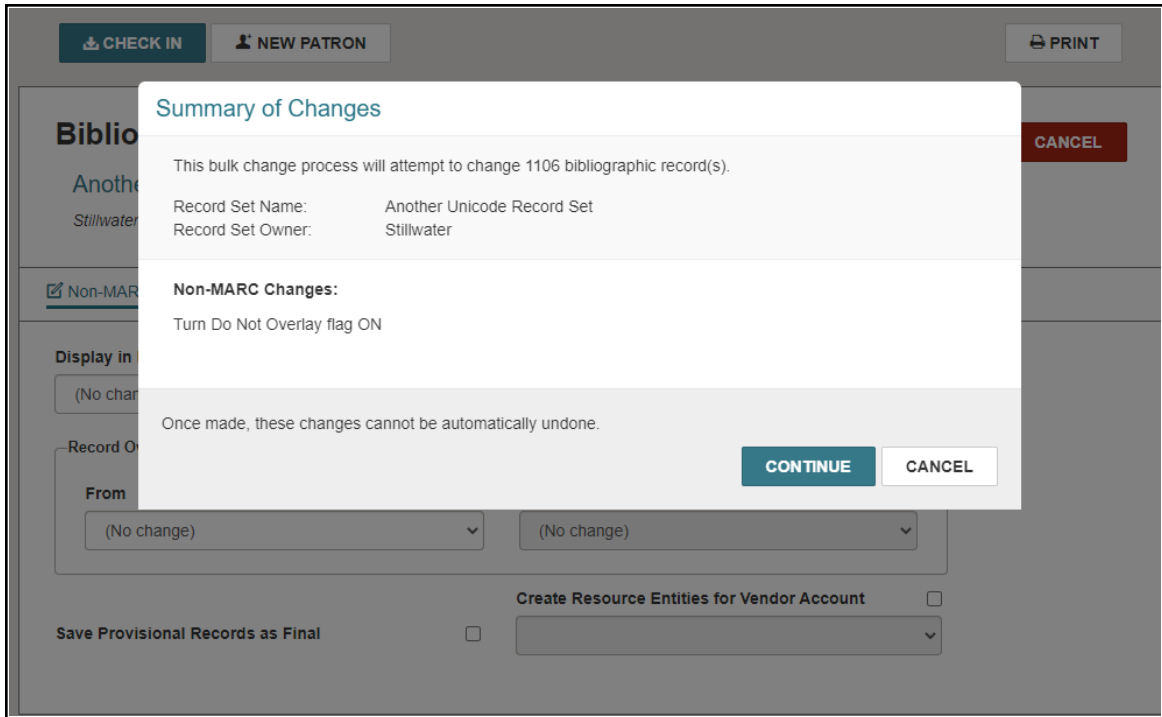 CHECK IN NEW PATRON PRINT
Summary of Changes
Biblio
CANCEL
This bulk change process will attempt to change 1106 bibliographic record(s).
Anothe
Record Set Name: Another Unicode Record Set
Stillwater
Record Set Owner: Stillwater
Non-MARC Changes:
Non-MAR
Turn Do Not Overlay flag ON
Display in
(No chan
Once made, these changes cannot be automatically undone.
Record Ov
CONTINUE CANCEL
From
(No change) (No change)
Create Resource Entities for Vendor Account
Save Provisional Records as Final